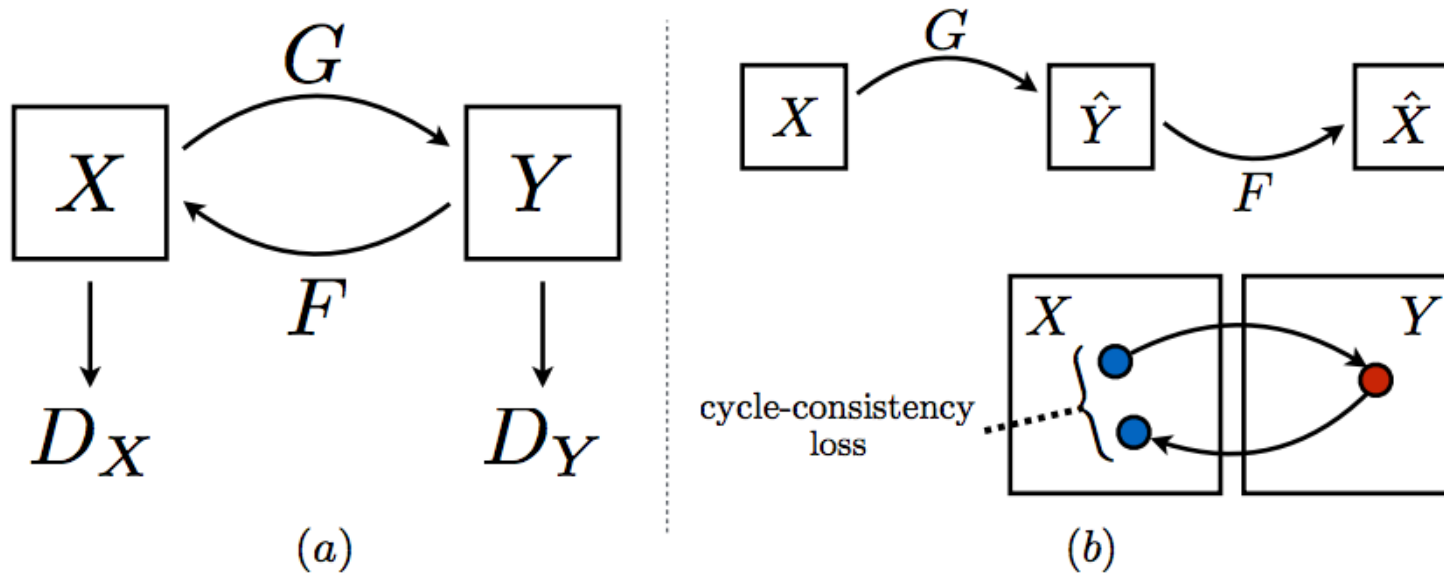 G
X
Y
F
D_X
D_Y
(a)
G
X
Ŷ
X̂
F
X
Y
cycle-consistency
loss
(b)